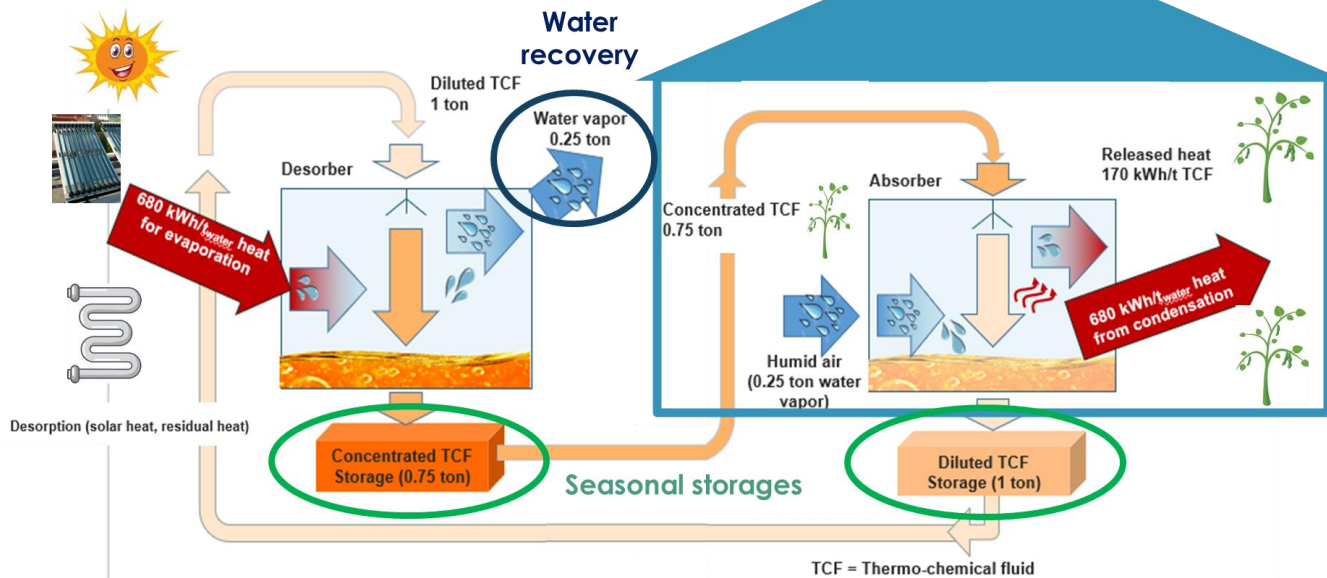 Water
recovery
Diluted TCF
1 ton
Water vapor
0.25 ton
Desorber
680 kWh/twater heat
for evaporation
Desorption (solar heat, residual heat)
Concentrated TCF
Storage (0.75 ton)
Seasonal storages
Concentrated TCF
0.75 ton
Absorber
Released heat
170 kWh/t TCF
Humid air
(0.25 ton water
vapor)
680 kWh/twater heat
from condensation
Diluted TCF
Storage (1 ton)
TCF = Thermo-chemical fluid